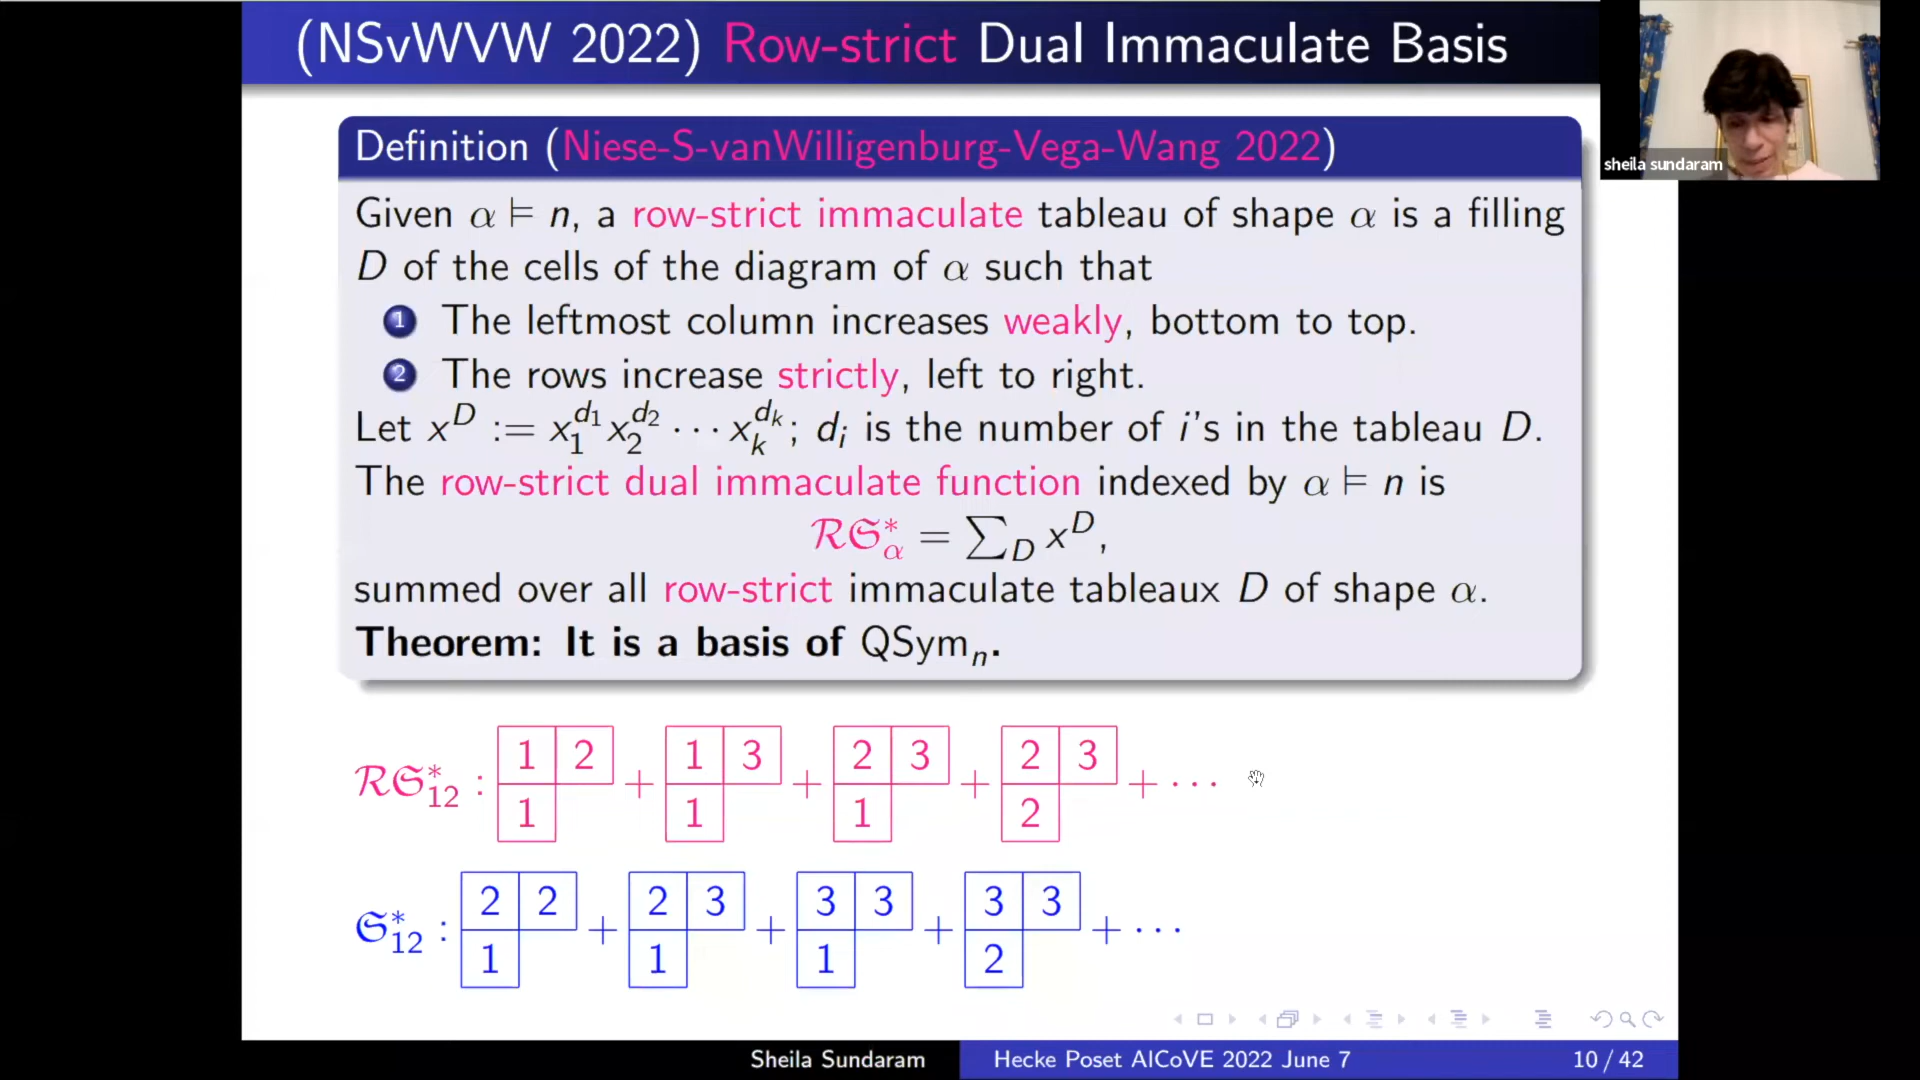 (NSvWVW 2022) Row-strict Dual Immaculate Basis
sheila sundaram
Definition (Niese-S-vanWilligenburg-Vega-Wang 2022)
Given α ⊨ n, a row-strict immaculate tableau of shape α is a filling
D of the cells of the diagram of α such that
1 The leftmost column increases weakly, bottom to top.
2 The rows increase strictly, left to right.
Let x^D := x_1^{d_1} x_2^{d_2} ··· x_k^{d_k}; d_i is the number of i's in the tableau D.
The row-strict dual immaculate function indexed by α ⊨ n is
ℛ𝔖*_α = ∑_D x^D,
summed over all row-strict immaculate tableaux D of shape α.
Theorem: It is a basis of QSym_n.
1 2 1 3 2 3 2 3
ℛ𝔖*_12 : + + + + ···
1 1 1 2
2 2 2 3 3 3 3 3
𝔖*_12 : + + + + ···
1 1 1 2
Sheila Sundaram Hecke Poset AlCoVE 2022 June 7 10 / 42